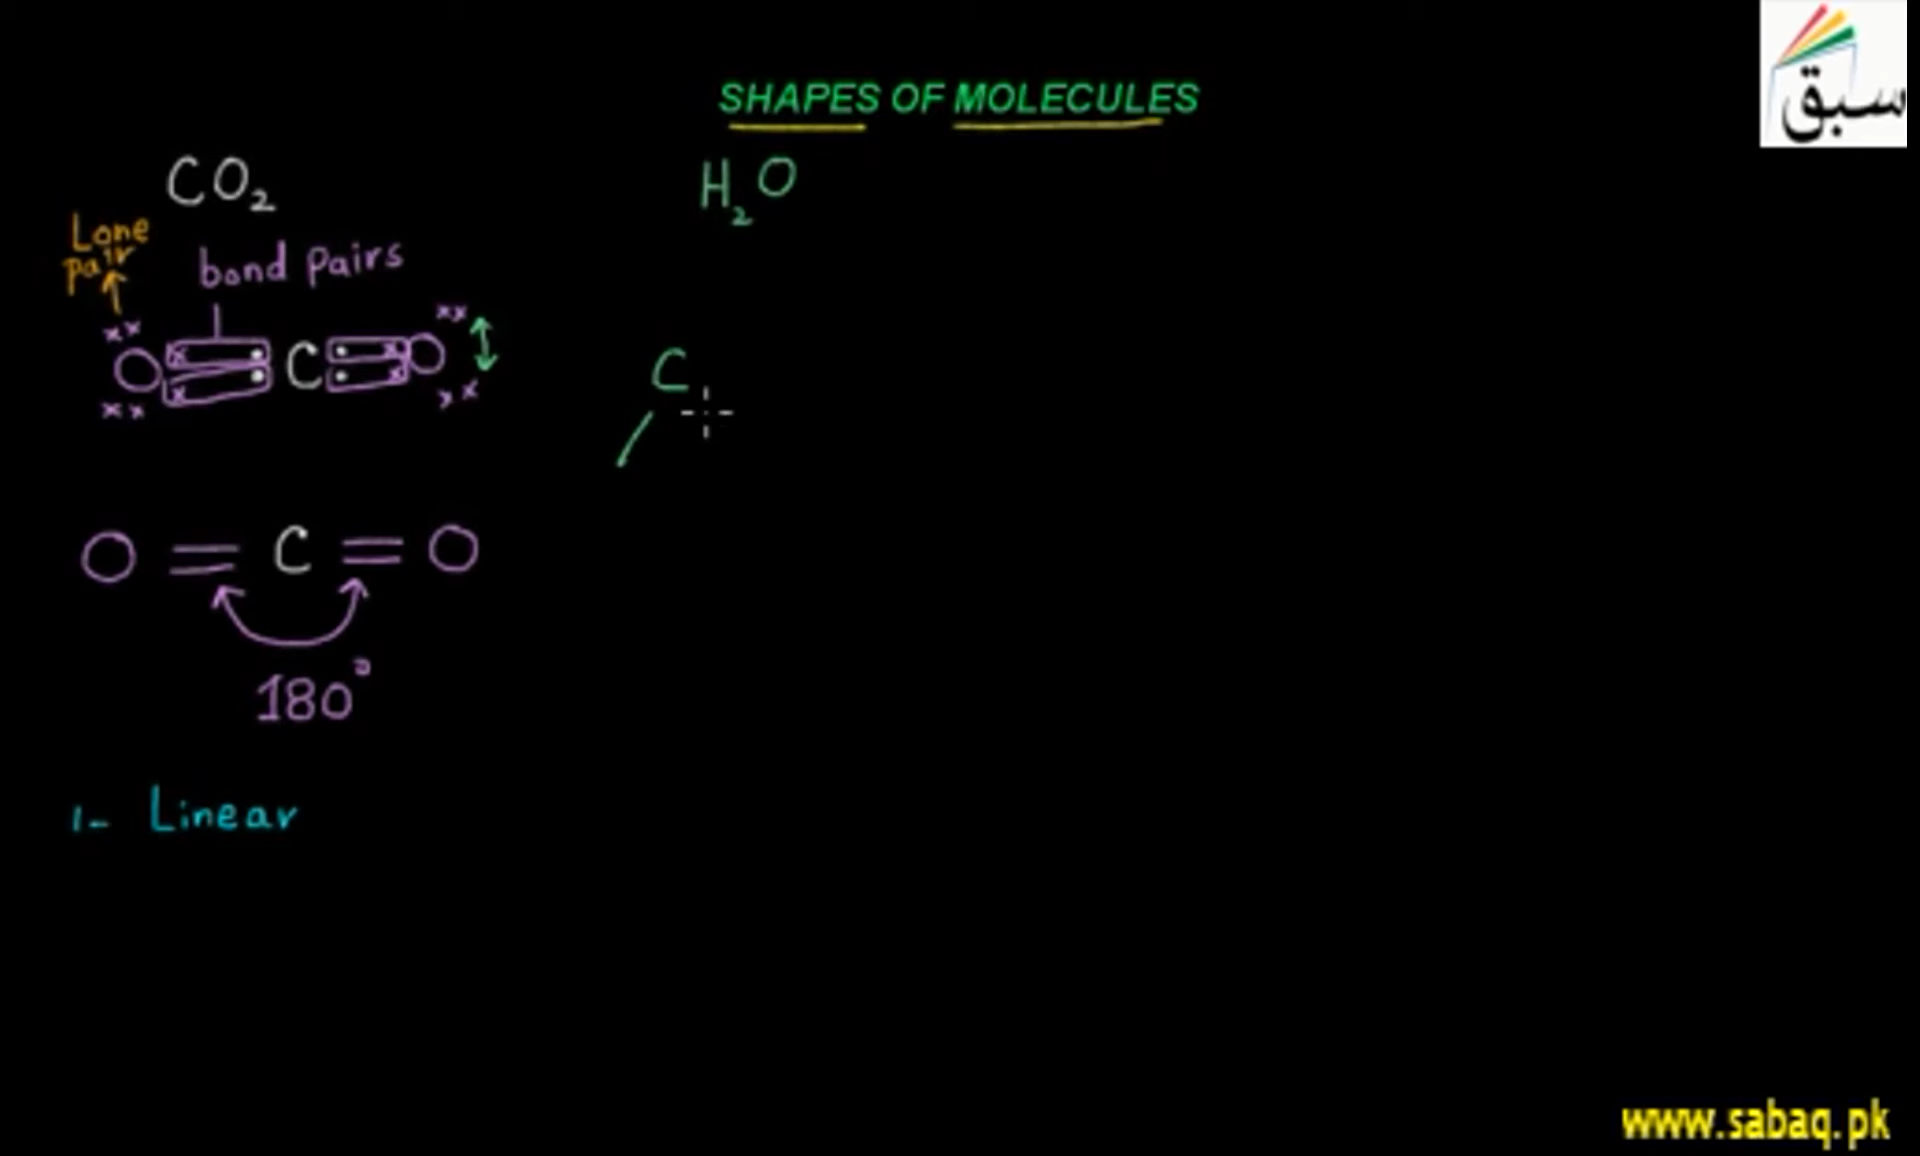 سبق
SHAPES OF MOLECULES
CO₂
H₂O
Lone
pair
bond pairs
O C O
C
O = C = O
180°
1- Linear
www.sabaq.pk